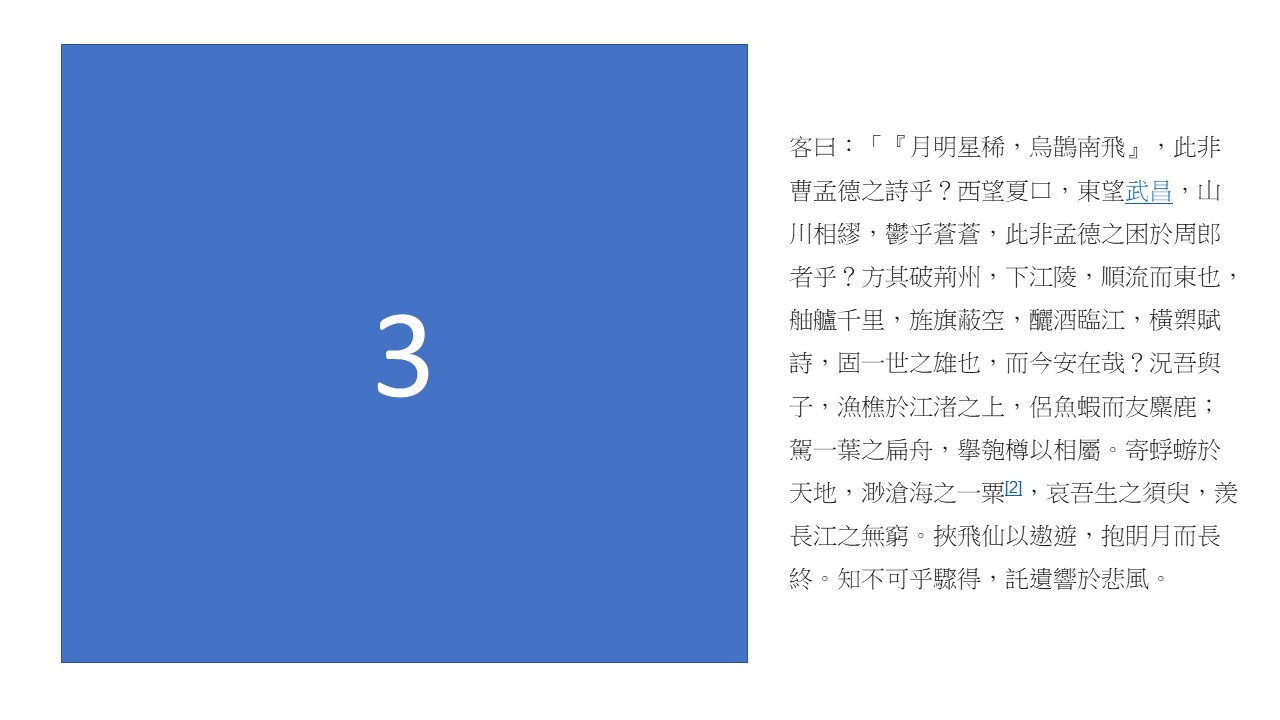 3
客曰：「『月明星稀，烏鵲南飛』，此非
曹孟德之詩乎？西望夏口，東望武昌，山
川相繆，鬱乎蒼蒼，此非孟德之困於周郎
者乎？方其破荊州，下江陵，順流而東也，
舳艫千里，旌旗蔽空，釃酒臨江，橫槊賦
詩，固一世之雄也，而今安在哉？況吾與
子，漁樵於江渚之上，侶魚蝦而友麋鹿；
駕一葉之扁舟，舉匏樽以相屬。寄蜉蝣於
天地，渺滄海之一粟[2]，哀吾生之須臾，羨
長江之無窮。挾飛仙以遨遊，抱明月而長
終。知不可乎驟得，託遺響於悲風。